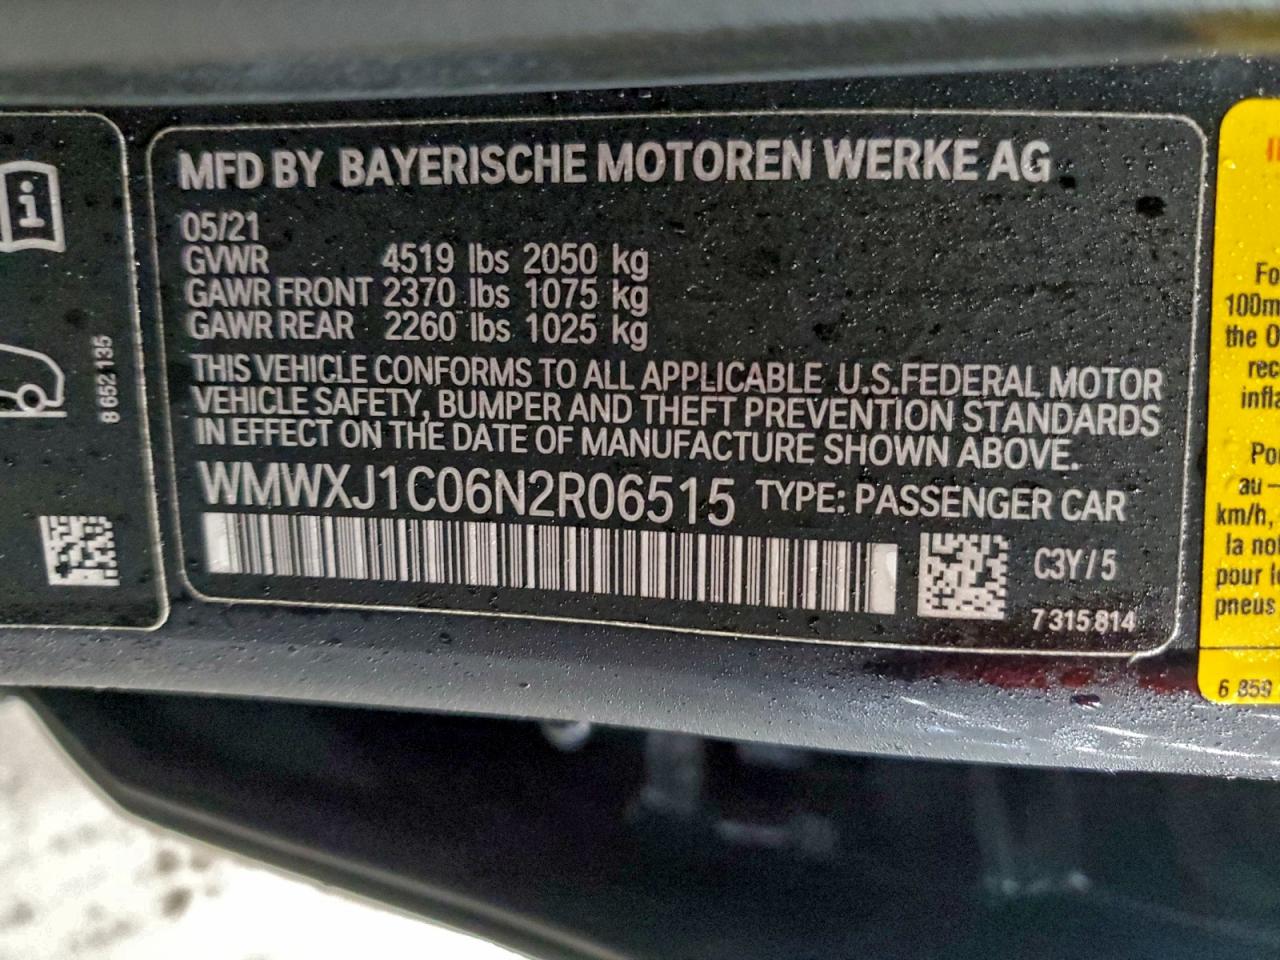 MFD BY BAYERISCHE MOTOREN WERKE AG
05/21
GVWR 4519 lbs 2050 kg
GAWR FRONT 2370 lbs 1075 kg
GAWR REAR 2260 lbs 1025 kg
THIS VEHICLE CONFORMS TO ALL APPLICABLE U.S.FEDERAL MOTOR
VEHICLE SAFETY, BUMPER AND THEFT PREVENTION STANDARDS
IN EFFECT ON THE DATE OF MANUFACTURE SHOWN ABOVE.
WMWXJ1C06N2R06515 TYPE: PASSENGER CAR
C3Y/5
7 315 814
8 652 135
i
Fo
100m
the O
rec
infla
Pou
au –
km/h,
la not
pour le
pneus
6 859